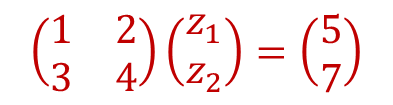 (1 2
3 4)(z₁
z₂) = (5
7)